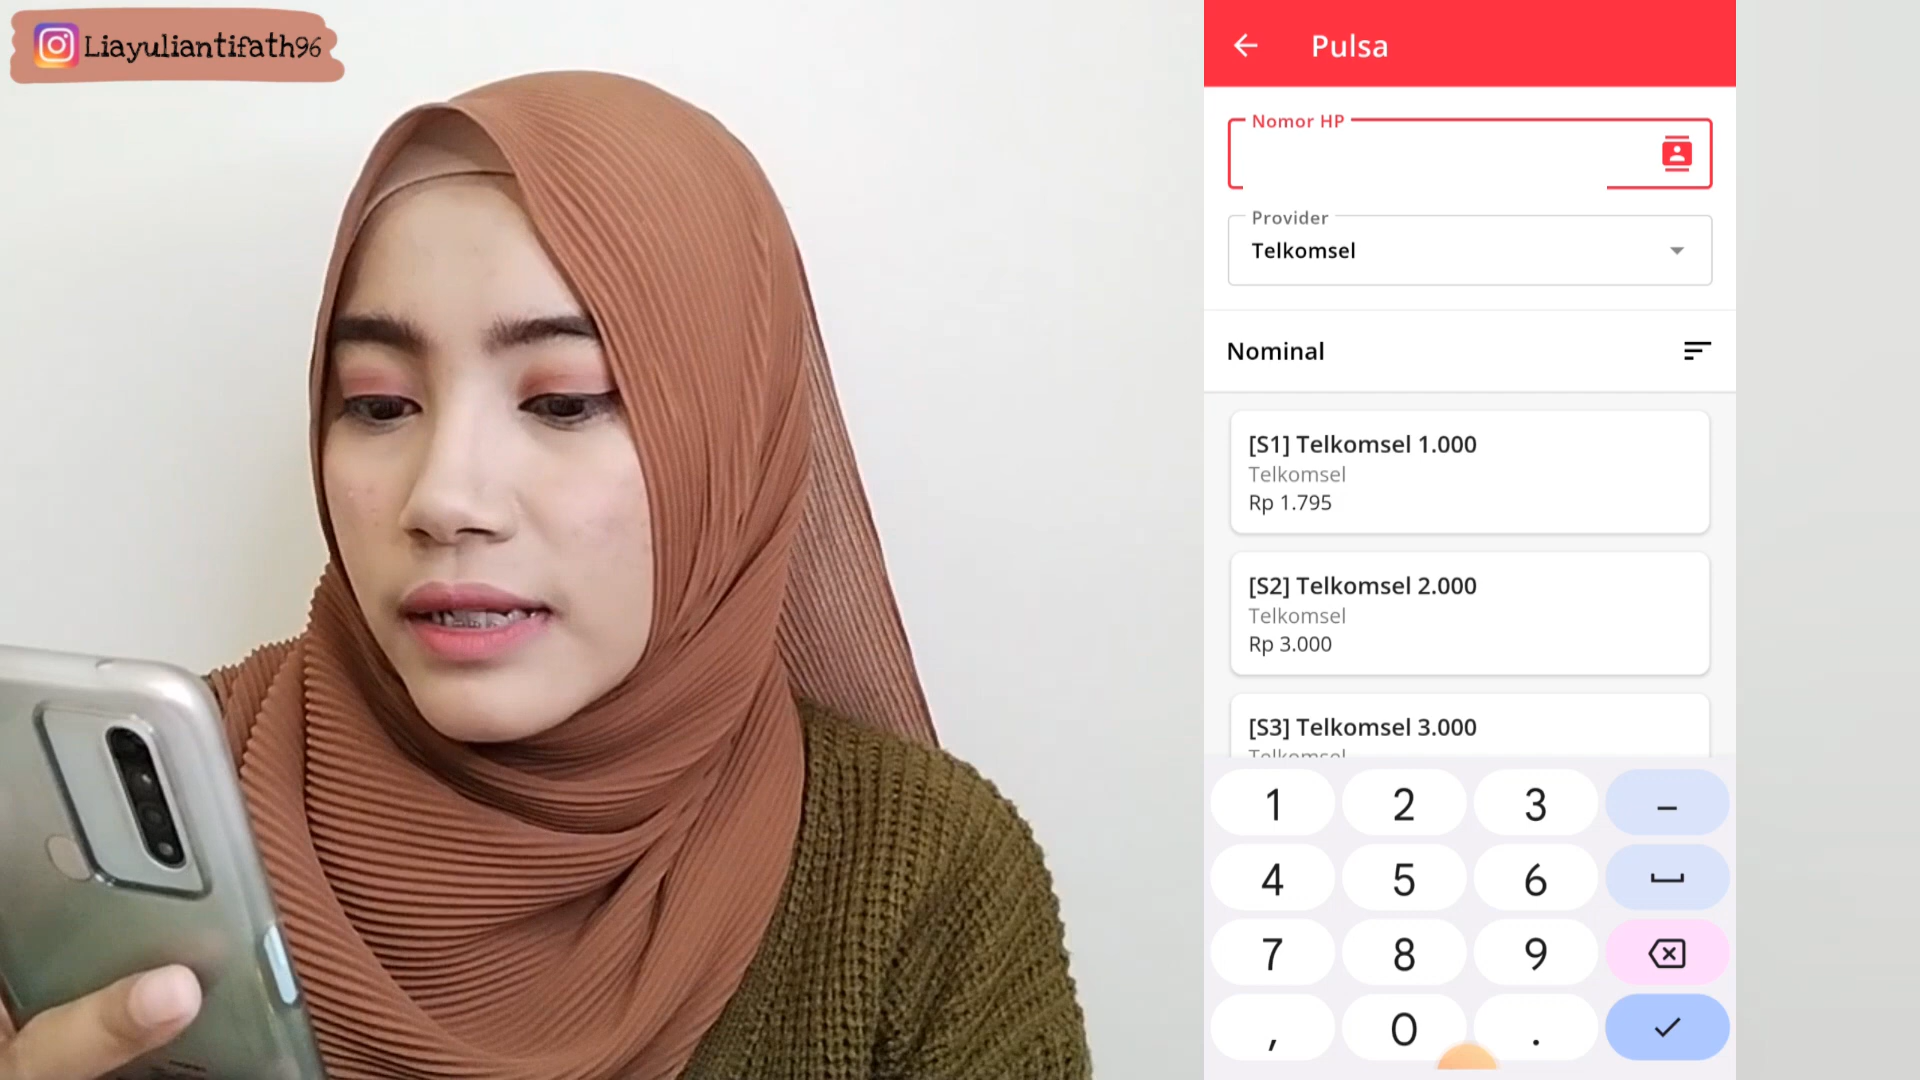 Liayuliantifath96
Pulsa
Nomor HP
Provider
Telkomsel
Nominal
[S1] Telkomsel 1.000
Telkomsel
Rp 1.795
[S2] Telkomsel 2.000
Telkomsel
Rp 3.000
[S3] Telkomsel 3.000
Telkomsel
1 2 3 –
4 5 6
7 8 9
, 0 .